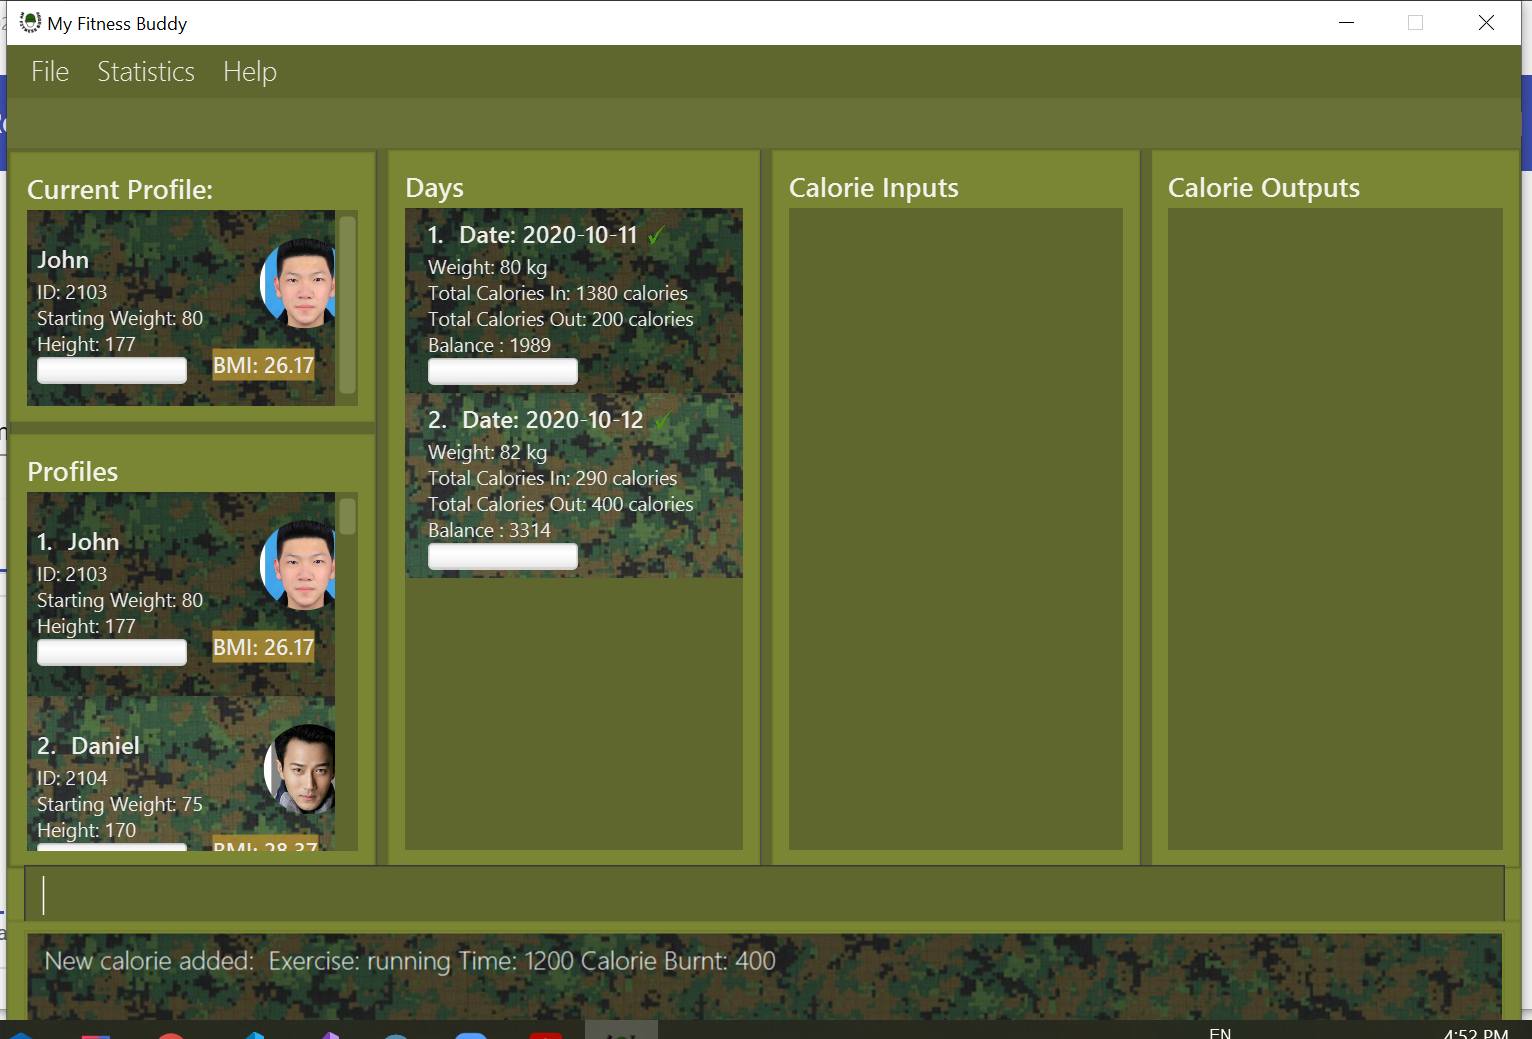 My Fitness Buddy
File Statistics Help
Current Profile:
John
ID: 2103
Starting Weight: 80
Height: 177
BMI: 26.17
Profiles
1. John
ID: 2103
Starting Weight: 80
Height: 177
BMI: 26.17
2. Daniel
ID: 2104
Starting Weight: 75
Height: 170
BMI: 28.37
Days
1. Date: 2020-10-11 ✓
Weight: 80 kg
Total Calories In: 1380 calories
Total Calories Out: 200 calories
Balance : 1989
2. Date: 2020-10-12 ✓
Weight: 82 kg
Total Calories In: 290 calories
Total Calories Out: 400 calories
Balance : 3314
Calorie Inputs
Calorie Outputs
New calorie added: Exercise: running Time: 1200 Calorie Burnt: 400
EN
4:52 PM